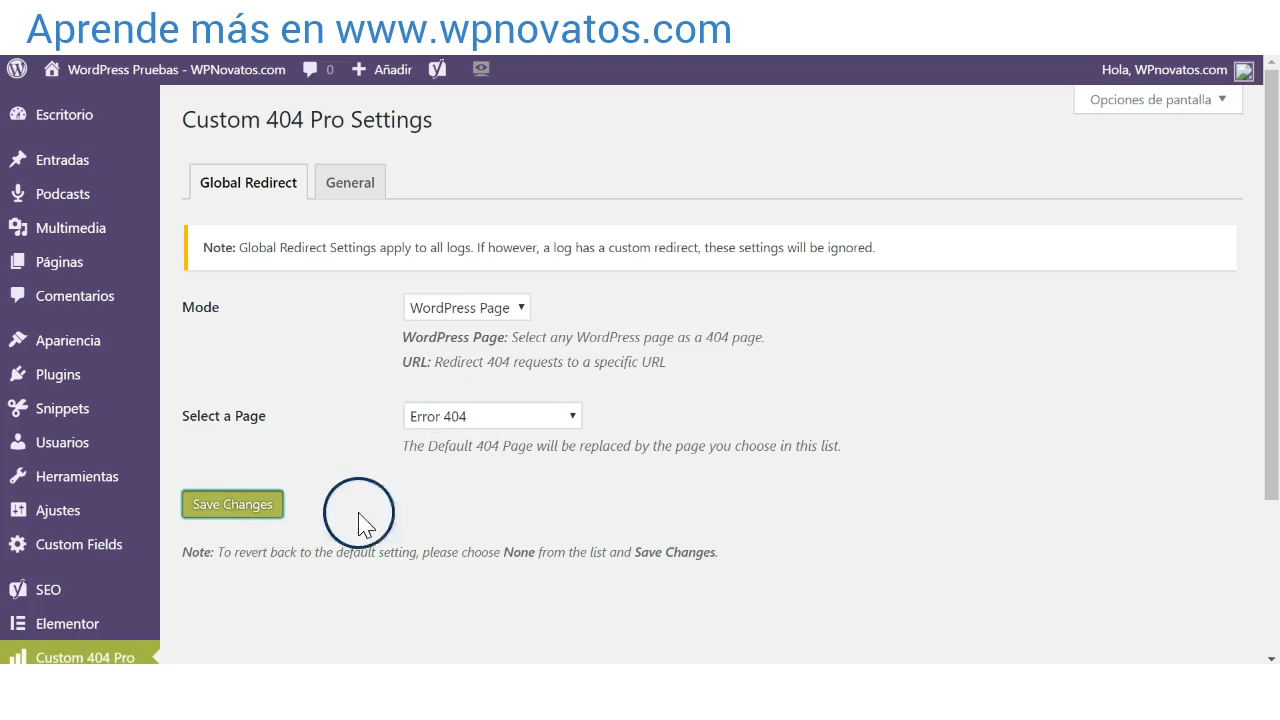 Aprende más en www.wpnovatos.com
WordPress Pruebas - WPNovatos.com 0 Añadir Hola, WPnovatos.com
Opciones de pantalla
Escritorio
Entradas
Podcasts
Multimedia
Páginas
Comentarios
Apariencia
Plugins
Snippets
Usuarios
Herramientas
Ajustes
Custom Fields
SEO
Elementor
Custom 404 Pro
Custom 404 Pro Settings
Global Redirect General
Note: Global Redirect Settings apply to all logs. If however, a log has a custom redirect, these settings will be ignored.
Mode WordPress Page
WordPress Page: Select any WordPress page as a 404 page.
URL: Redirect 404 requests to a specific URL
Select a Page Error 404
The Default 404 Page will be replaced by the page you choose in this list.
Save Changes
Note: To revert back to the default setting, please choose None from the list and Save Changes.